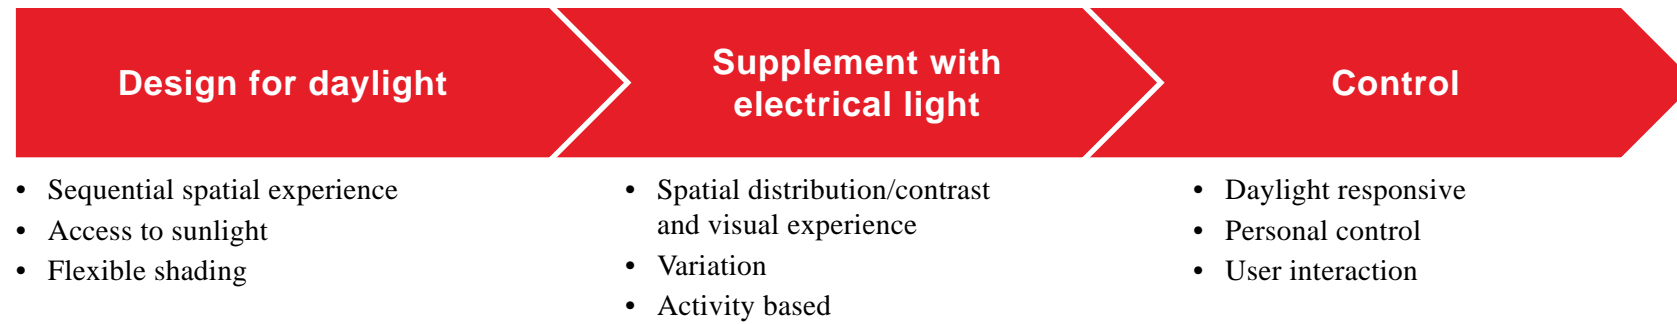 Design for daylight
Supplement with
electrical light
Control
• Sequential spatial experience
• Access to sunlight
• Flexible shading
• Spatial distribution/contrast
and visual experience
• Variation
• Activity based
• Daylight responsive
• Personal control
• User interaction